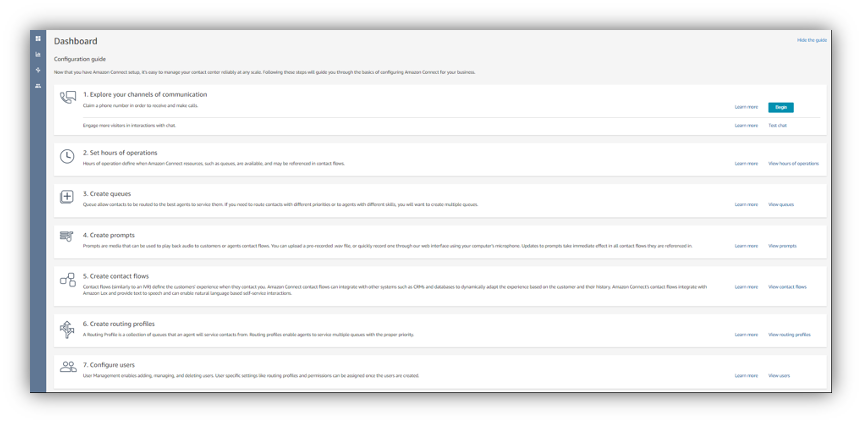 Dashboard
Hide the guide
Configuration guide
Now that you have Amazon Connect setup, it's easy to manage your contact center reliably at any scale. Following these steps will guide you through the basics of configuring Amazon Connect for your business.
1. Explore your channels of communication
Claim a phone number in order to receive and make calls.
Learn more
Begin
Engage more visitors in interactions with chat.
Learn more
Test chat
2. Set hours of operations
Hours of operation define when Amazon Connect resources, such as queues, are available, and may be referenced in contact flows.
Learn more
View hours of operations
3. Create queues
Queue allow contacts to be routed to the best agents to service them. If you need to route contacts with different priorities or to agents with different skills, you will want to create multiple queues.
Learn more
View queues
4. Create prompts
Prompts are media that can be used to play back audio to customers or agents contact flows. You can upload a pre-recorded .wav file, or quickly record one through our web interface using your computer's microphone. Updates to prompts take immediate effect in all contact flows they are referenced in.
Learn more
View prompts
5. Create contact flows
Contact flows (similarly to an IVR) define the customers' experience when they contact you. Amazon Connect contact flows can integrate with other systems such as CRMs and databases to dynamically adapt the experience based on the customer and their history. Amazon Connect's contact flows integrate with
Amazon Lex and provide text to speech and can enable natural language based self-service interactions.
Learn more
View contact flows
6. Create routing profiles
A Routing Profile is a collection of queues that an agent will service contacts from. Routing profiles enable agents to service multiple queues with the proper priority.
Learn more
View routing profiles
7. Configure users
User Management enables adding, managing, and deleting users. User specific settings like routing profiles and permissions can be assigned once the users are created.
Learn more
View users